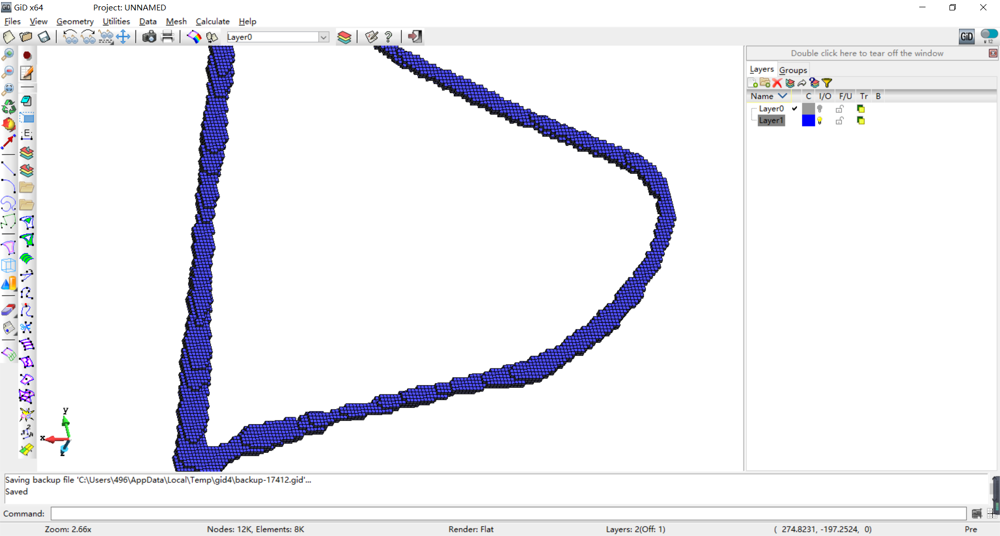 GiD x64 Project: UNNAMED
Files View Geometry Utilities Data Mesh Calculate Help
Layer0
GiD
Double click here to tear off the window
Layers Groups
Name C I/O F/U Tr B
Layer0
Layer1
E
2
y
x
z
Saving backup file 'C:\Users\496\AppData\Local\Temp\gid4\backup-17412.gid'...
Saved
Command:
Zoom: 2.66x Nodes: 12K, Elements: 8K Render: Flat Layers: 2(Off: 1) ( 274.8231, -197.2524, 0) Pre